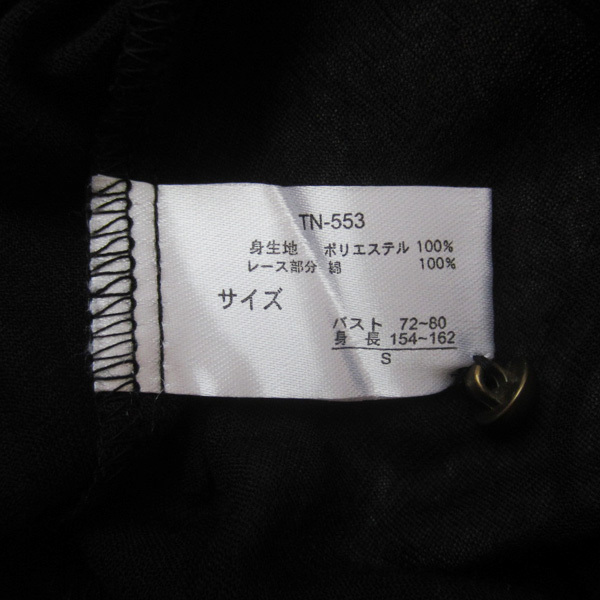 TN-553
身生地 ポリエステル 100%
レース部分 綿 100%
サイズ
バスト 72~80
身 長 154~162
S